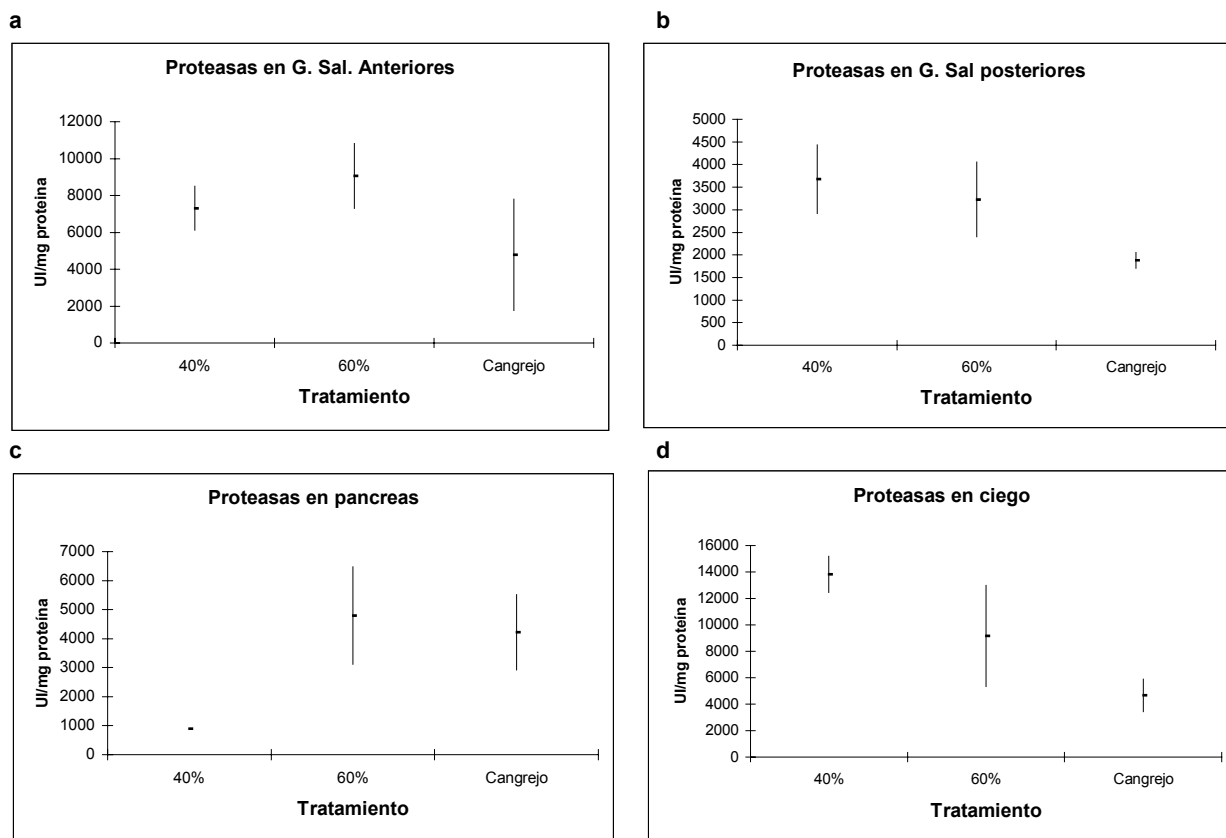 a
Proteasas en G. Sal. Anteriores
UI/mg proteína
12000
10000
8000
6000
4000
2000
0
40%
60%
Cangrejo
Tratamiento
b
Proteasas en G. Sal posteriores
UI/mg proteína
5000
4500
4000
3500
3000
2500
2000
1500
1000
500
0
40%
60%
Cangrejo
Tratamiento
c
Proteasas en pancreas
UI/mg proteína
7000
6000
5000
4000
3000
2000
1000
0
40%
60%
Cangrejo
Tratamiento
d
Proteasas en ciego
UI/mg proteína
16000
14000
12000
10000
8000
6000
4000
2000
0
40%
60%
Cangrejo
Tratamiento